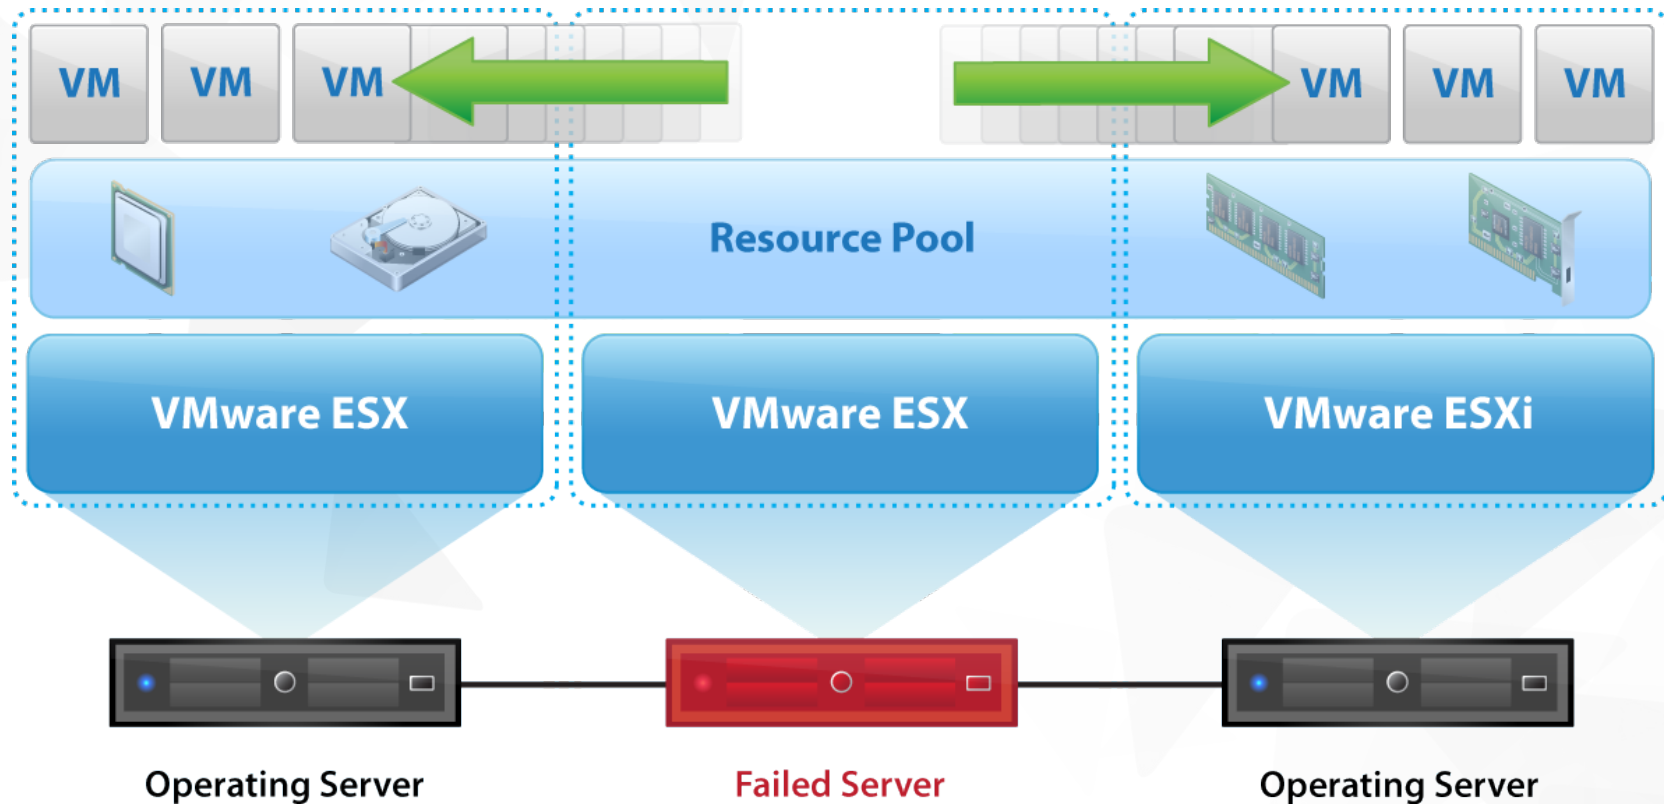 VM VM VM VM VM VM
Resource Pool
VMware ESX VMware ESX VMware ESXi
Operating Server Failed Server Operating Server